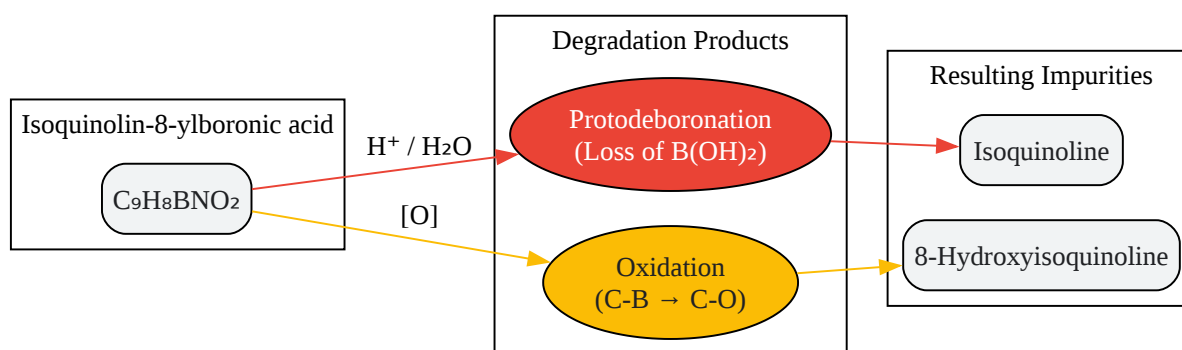 Isoquinolin-8-ylboronic acid
C₉H₈BNO₂
H⁺ / H₂O
[O]
Degradation Products
Protodeboronation
(Loss of B(OH)₂)
Oxidation
(C-B → C-O)
Resulting Impurities
Isoquinoline
8-Hydroxyisoquinoline